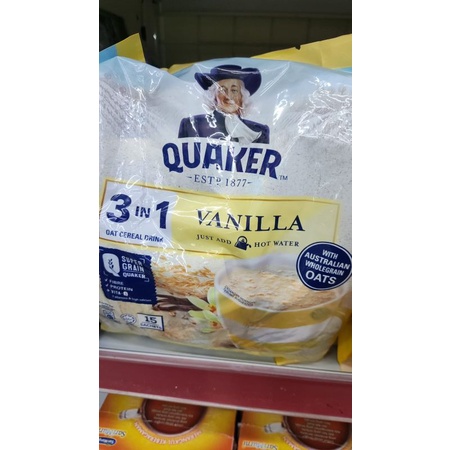 QUAKER
-ESTD 1877-
3 IN 1
OAT CEREAL DRINK
VANILLA
JUST ADD HOT WATER
WITH
AUSTRALIAN
WHOLEGRAIN
OATS
SUPER
GRAIN
QUAKER
FIBRE
PROTEIN
15
SACHETS